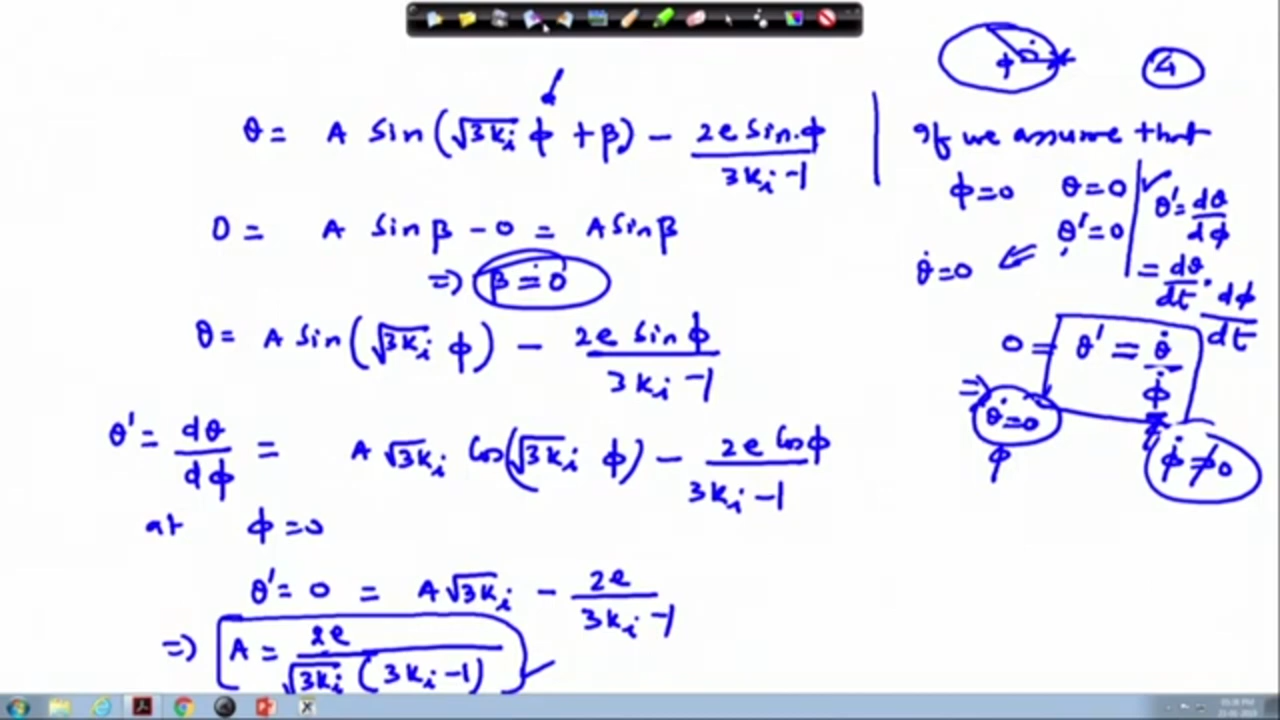 θ = A Sin(√3kᵢ ϕ + β) − 2e Sin ϕ / 3kᵢ −1
0 = A Sin β − 0 = A Sin β
=> β = 0
θ = A Sin(√3kᵢ ϕ) − 2e Sin ϕ / 3kᵢ −1
θ' = dθ/dϕ = A √3kᵢ Cos(√3kᵢ ϕ) − 2e Cos ϕ / 3kᵢ −1
at ϕ = 0
θ' = 0 = A √3kᵢ − 2e / 3kᵢ −1
=> A = 2e / √3kᵢ (3kᵢ −1)
ϕ
4
If we assume that
ϕ = 0 θ = 0 ✓
θ' = 0
θ' = dθ/dϕ
θ̇ = 0 <=
= dθ/dt · dϕ/dt
0 = θ' = θ̇/ϕ̇
=> θ̇ = 0
ϕ
ϕ̇ ≠ 0